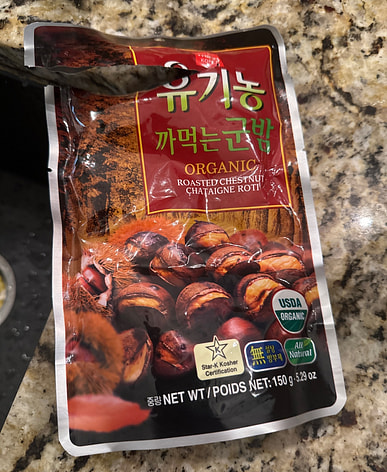 유기농
까먹는군밤
ORGANIC
ROASTED CHESTNUT
CHATAIGNE ROTI
USDA
ORGANIC
Star-K Kosher
Certification
無
All
Natural
중량 NET WT / POIDS NET: 150 g 5.29 oz